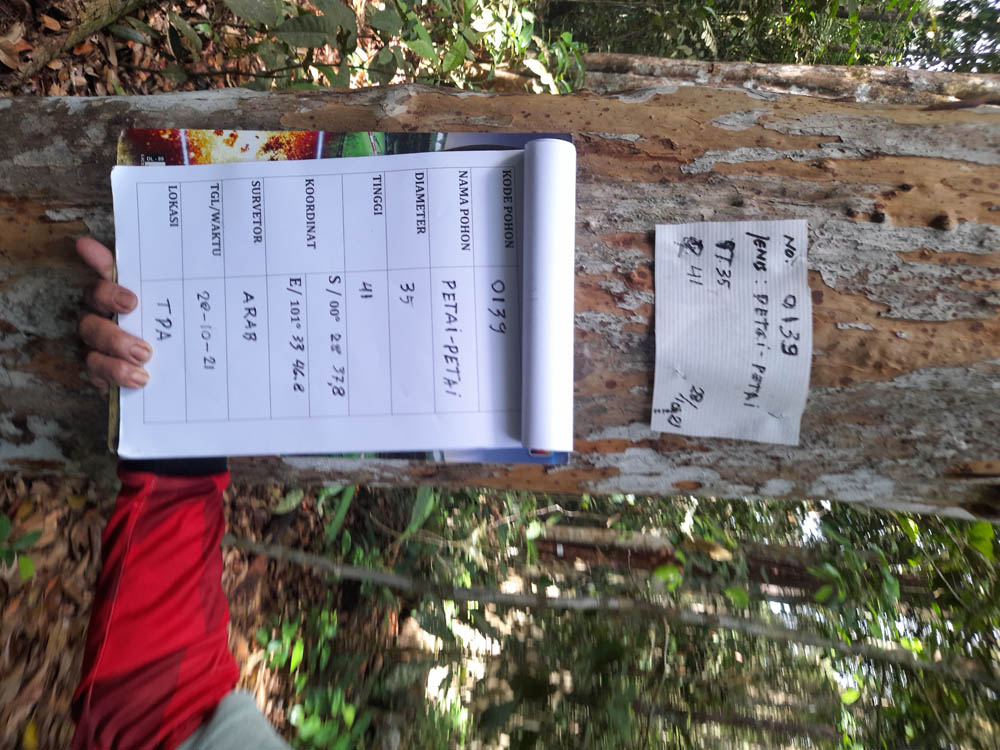 NO: 0139
JENIS : PETAI-PETAI
T 35
41
28/10 21
KODE POHON 0139
NAMA POHON PETAI-PETAI
DIAMETER 35
TINGGI 41
KOORDINAT
S / 00° 28 37,8
E/ 101° 33 46.8
SURVETOR ARAB
TGL/WAKTU 28-10-21
LOKASI TPA